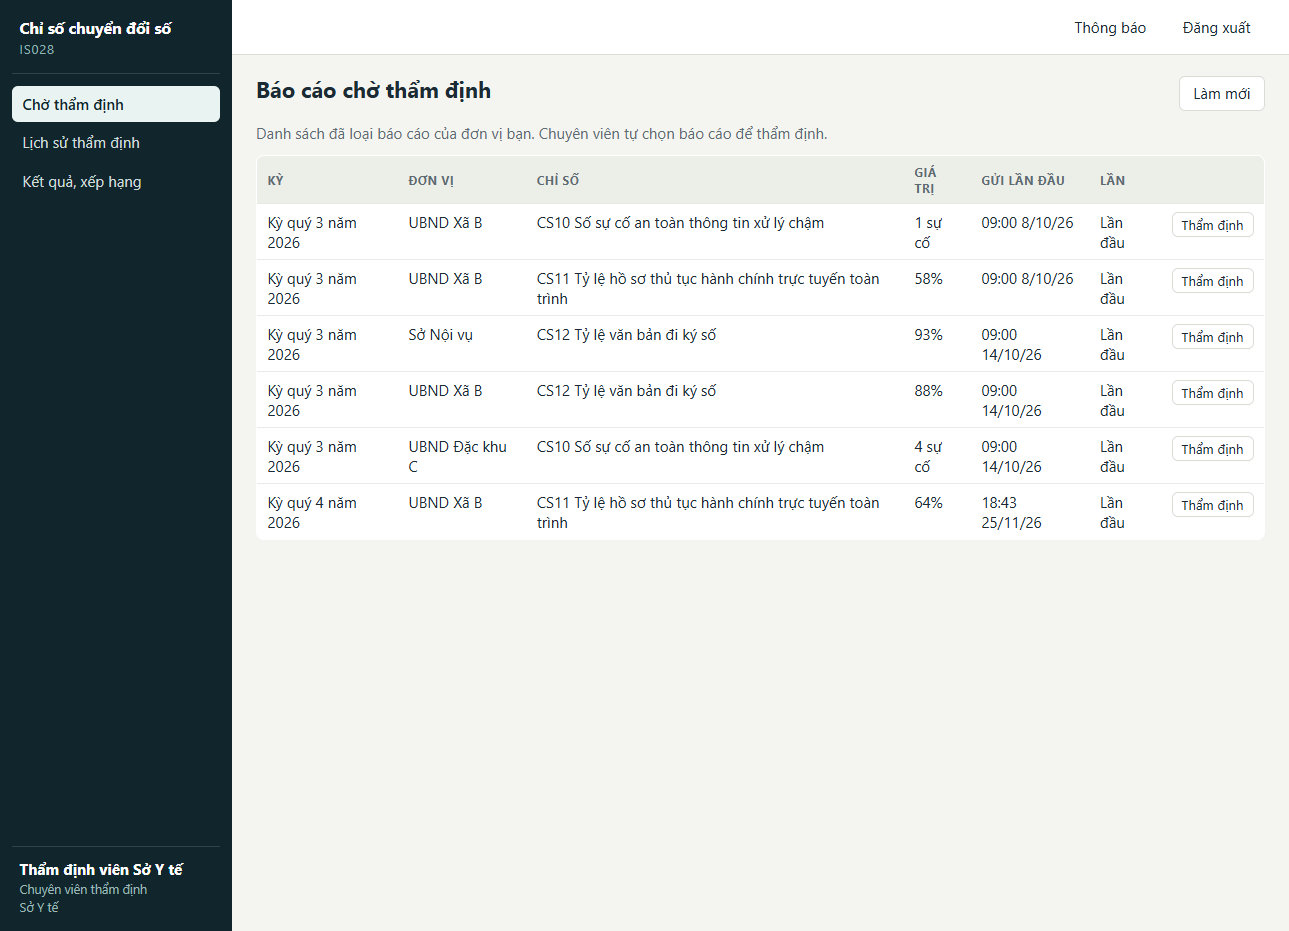 Chỉ số chuyển đổi số
IS028
Chờ thẩm định
Lịch sử thẩm định
Kết quả, xếp hạng
Thẩm định viên Sở Y tế
Chuyên viên thẩm định
Sở Y tế
Thông báo Đăng xuất
Báo cáo chờ thẩm định
Làm mới
Danh sách đã loại báo cáo của đơn vị bạn. Chuyên viên tự chọn báo cáo để thẩm định.
KỲ ĐƠN VỊ CHỈ SỐ GIÁ TRỊ GỬI LẦN ĐẦU LẦN
Kỳ quý 3 năm 2026 UBND Xã B CS10 Số sự cố an toàn thông tin xử lý chậm 1 sự cố 09:00 8/10/26 Lần đầu Thẩm định
Kỳ quý 3 năm 2026 UBND Xã B CS11 Tỷ lệ hồ sơ thủ tục hành chính trực tuyến toàn trình 58% 09:00 8/10/26 Lần đầu Thẩm định
Kỳ quý 3 năm 2026 Sở Nội vụ CS12 Tỷ lệ văn bản đi ký số 93% 09:00 14/10/26 Lần đầu Thẩm định
Kỳ quý 3 năm 2026 UBND Xã B CS12 Tỷ lệ văn bản đi ký số 88% 09:00 14/10/26 Lần đầu Thẩm định
Kỳ quý 3 năm 2026 UBND Đặc khu C CS10 Số sự cố an toàn thông tin xử lý chậm 4 sự cố 09:00 14/10/26 Lần đầu Thẩm định
Kỳ quý 4 năm 2026 UBND Xã B CS11 Tỷ lệ hồ sơ thủ tục hành chính trực tuyến toàn trình 64% 18:43 25/11/26 Lần đầu Thẩm định